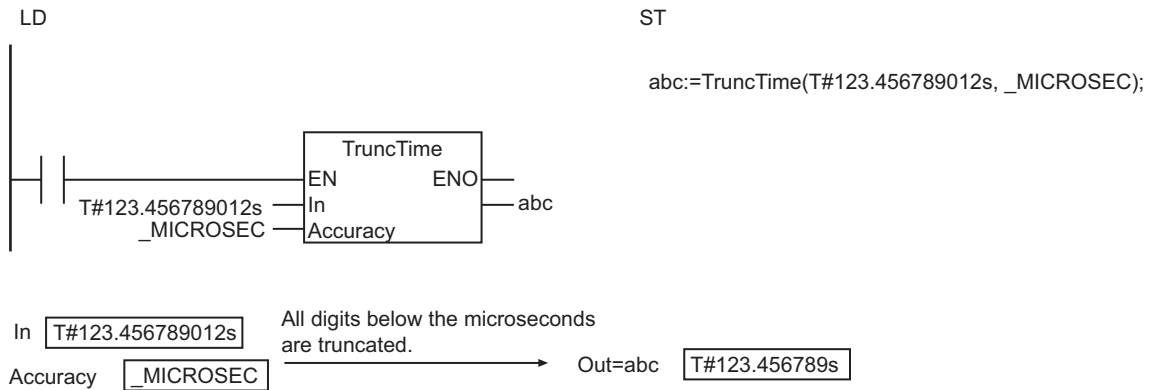 LD
ST
abc:=TruncTime(T#123.456789012s, _MICROSEC);
TruncTime
EN ENO
T#123.456789012s In abc
_MICROSEC Accuracy
In T#123.456789012s
All digits below the microseconds
are truncated.
Out=abc T#123.456789s
Accuracy _MICROSEC